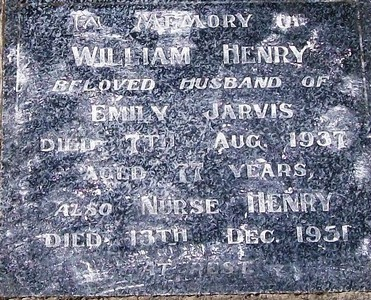 IN MEMORY OF
WILLIAM HENRY
BELOVED HUSBAND OF
EMILY JARVIS
DIED 7TH AUG. 1937
AGED 77 YEARS,
ALSO NURSE HENRY
DIED 13TH DEC. 1951
AT REST